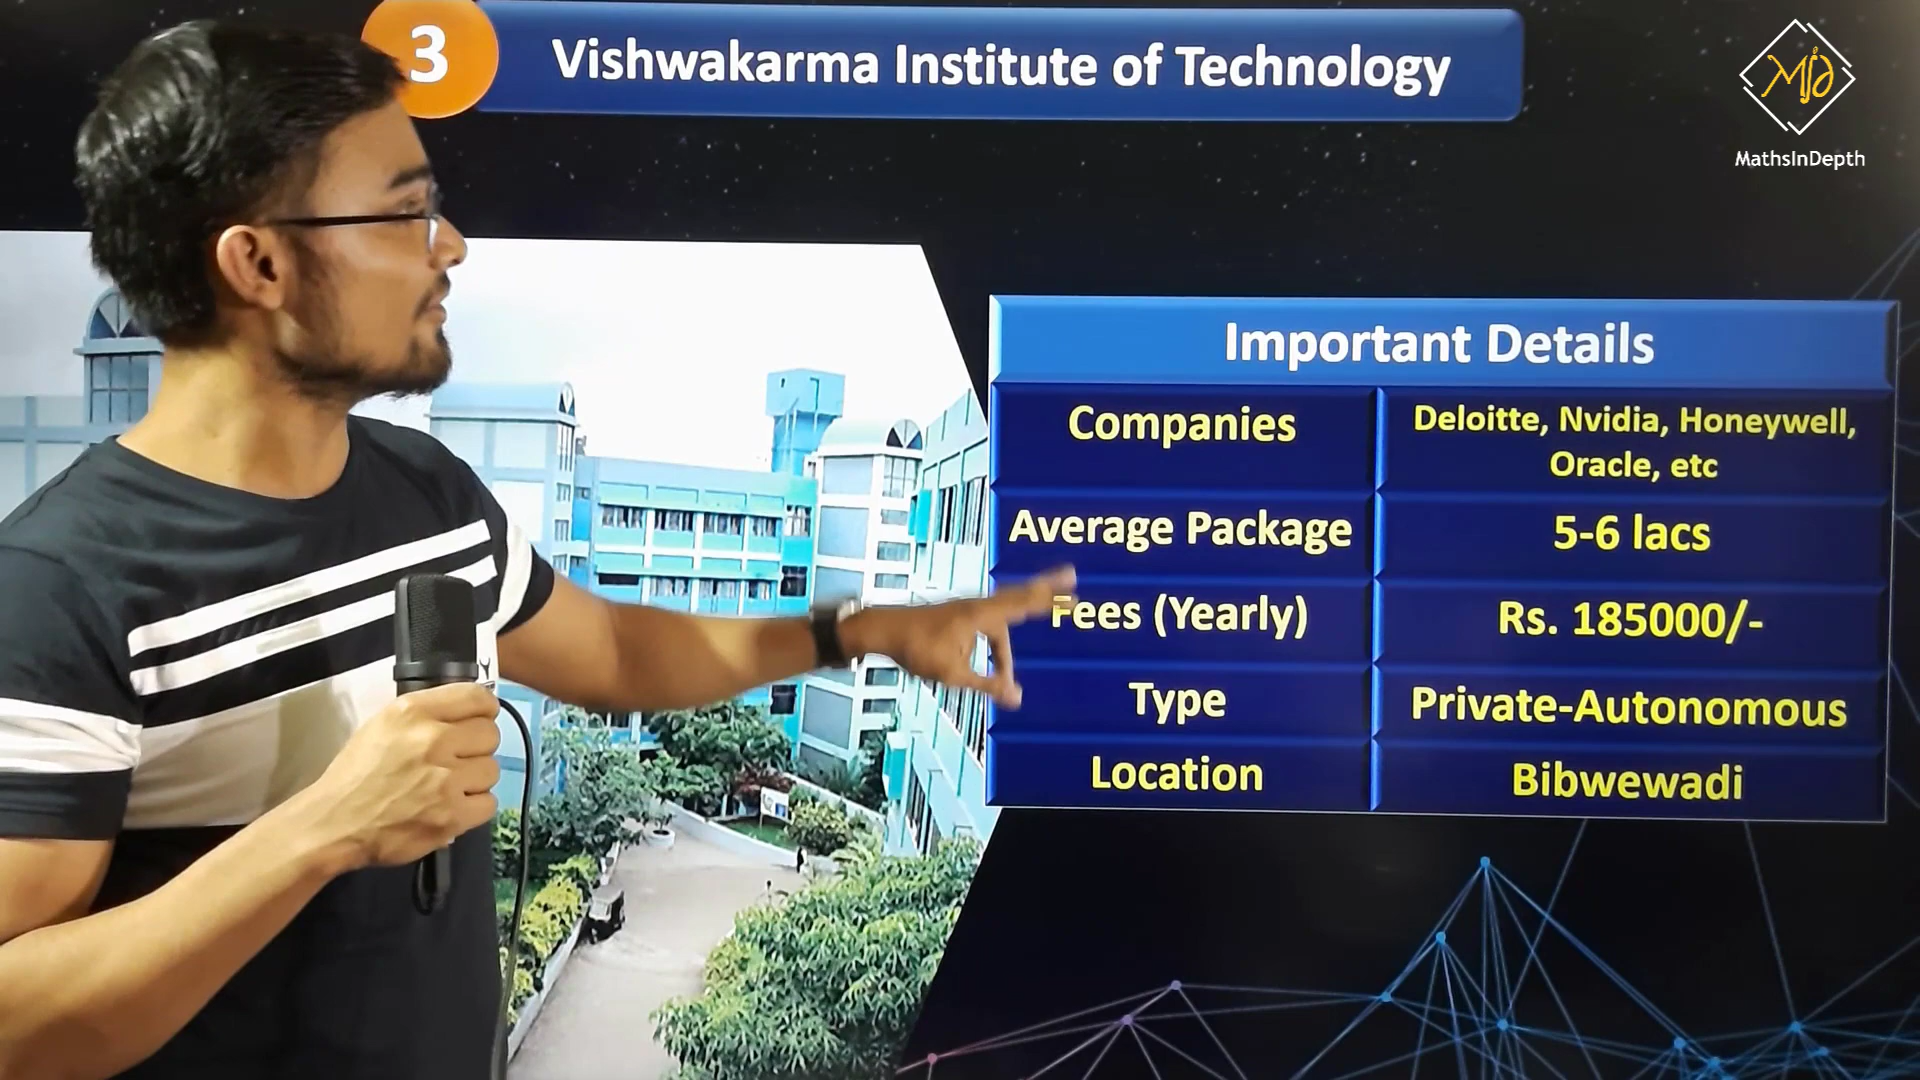 3
Vishwakarma Institute of Technology
MathsInDepth
Important Details
Companies
Deloitte, Nvidia, Honeywell,
Oracle, etc
Average Package
5-6 lacs
Fees (Yearly)
Rs. 185000/-
Type
Private-Autonomous
Location
Bibwewadi